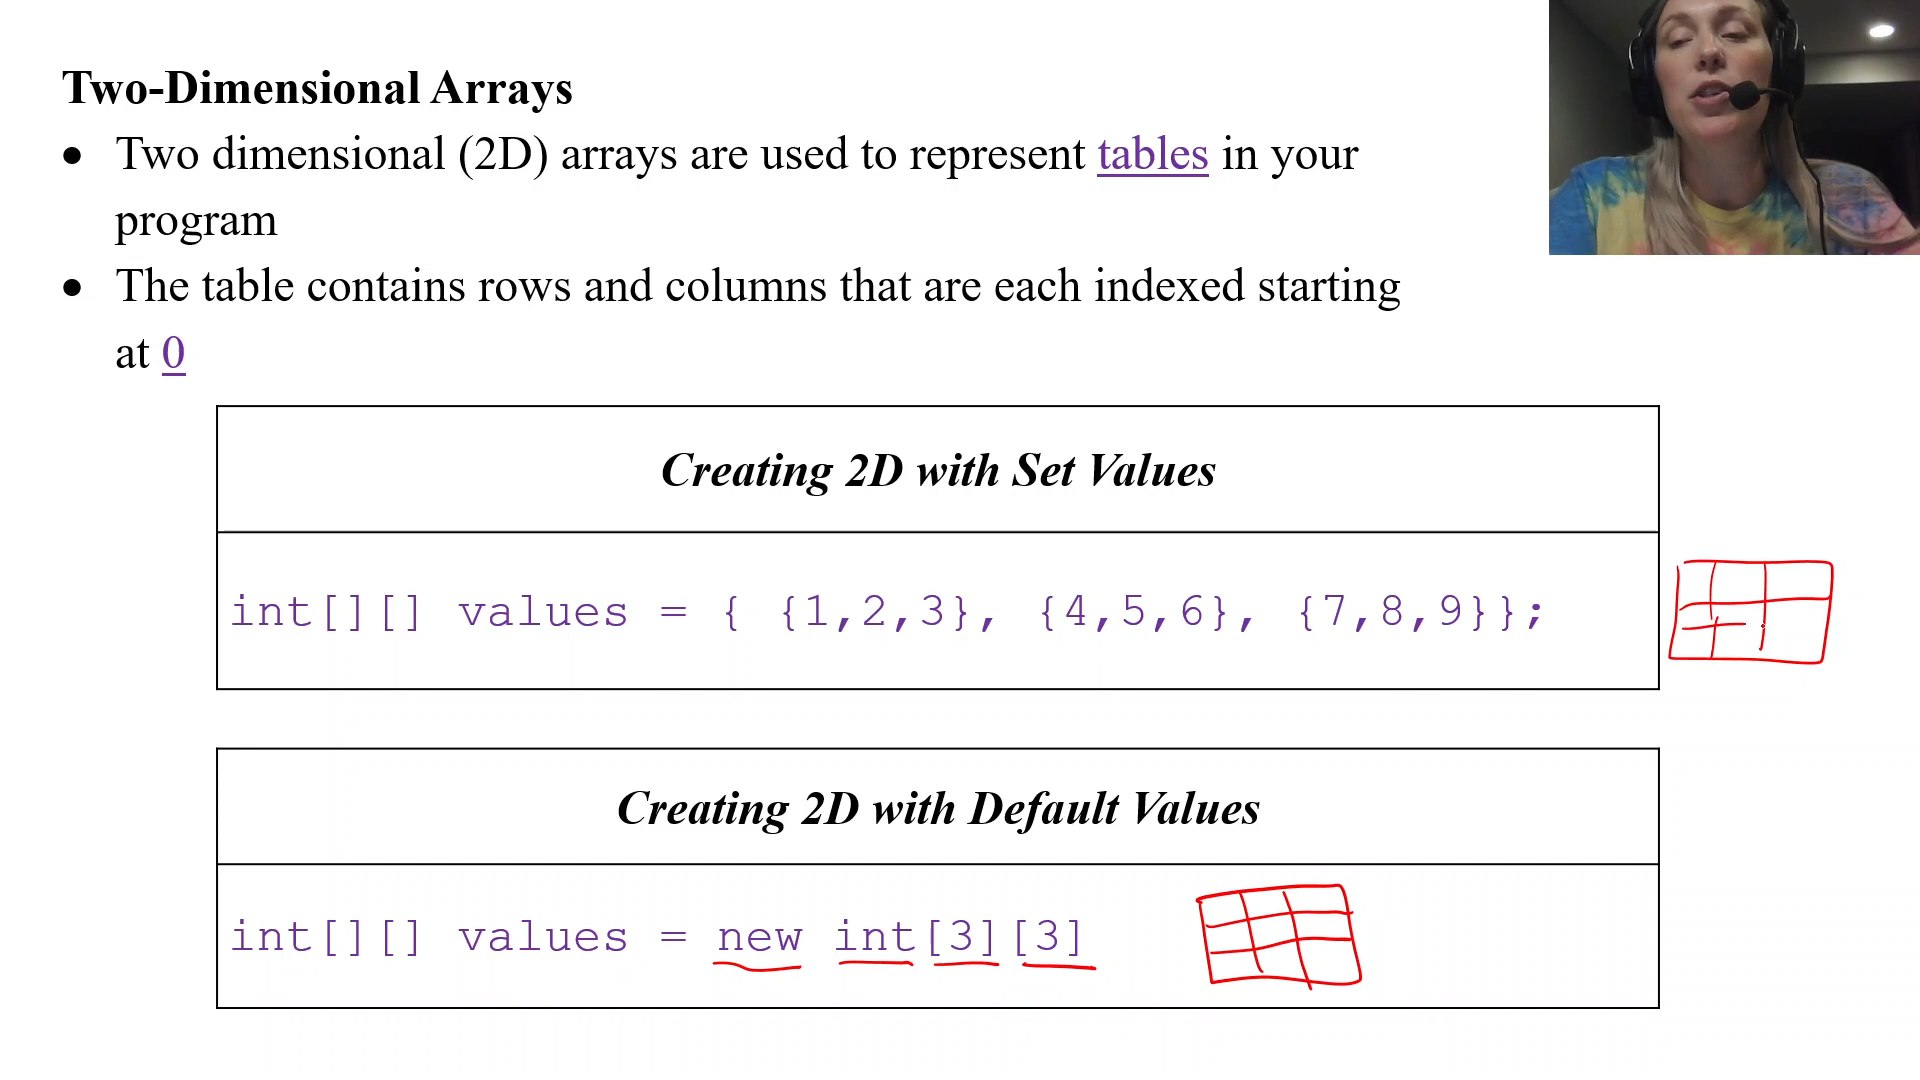 Two-Dimensional Arrays
● Two dimensional (2D) arrays are used to represent tables in your
program
● The table contains rows and columns that are each indexed starting
at 0
Creating 2D with Set Values
int[][] values = { {1,2,3}, {4,5,6}, {7,8,9}};
Creating 2D with Default Values
int[][] values = new int[3][3]